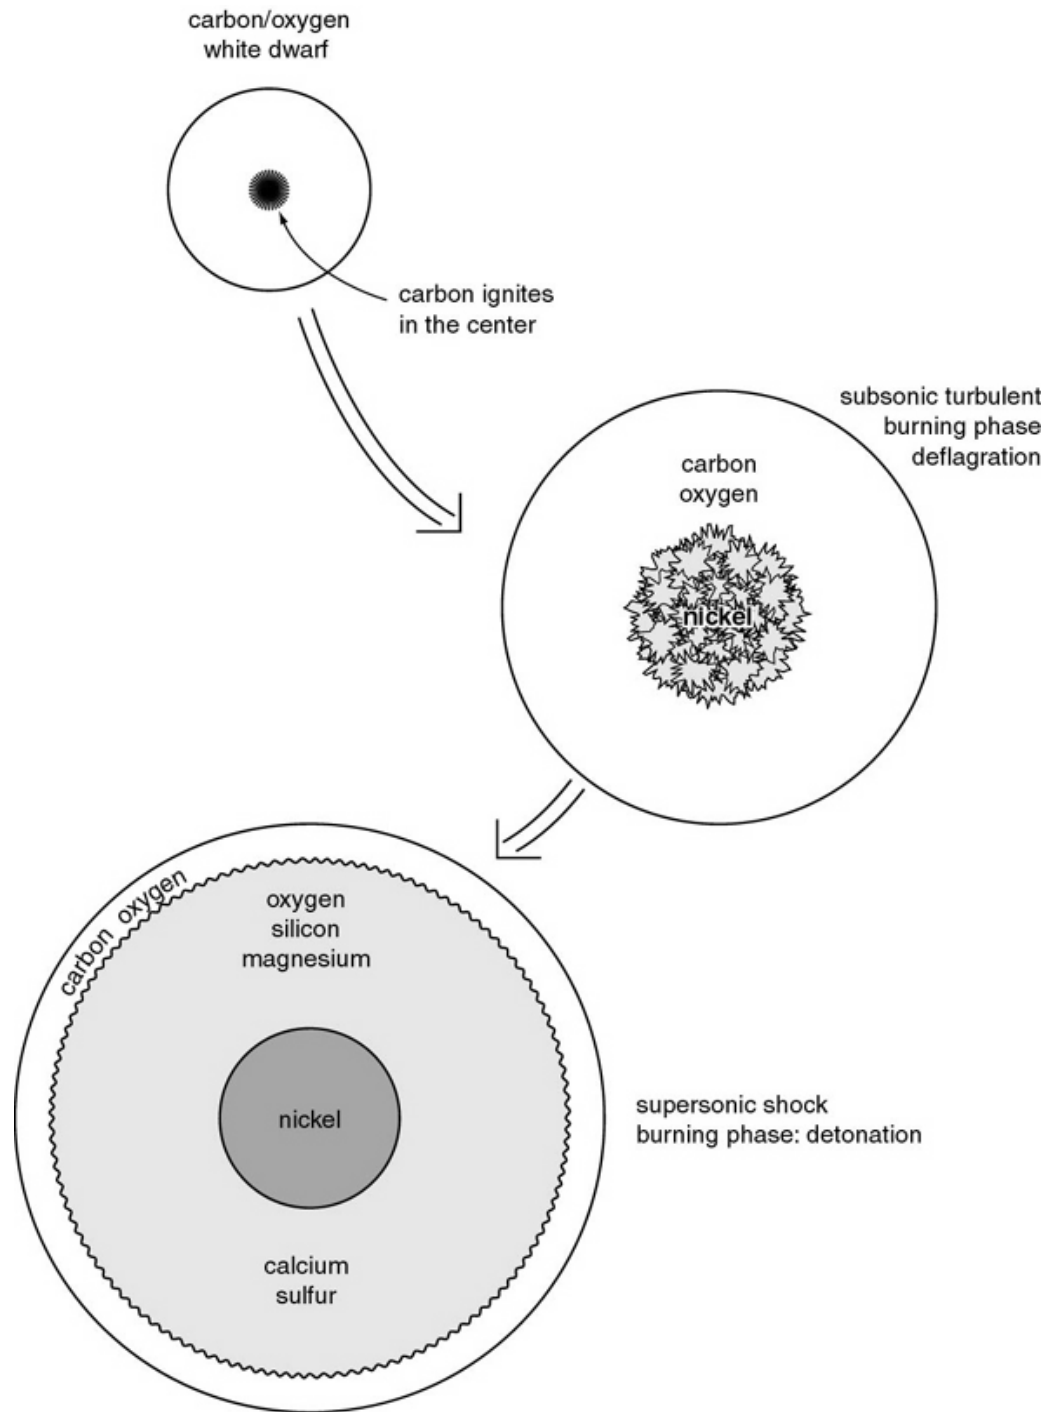 carbon/oxygen
white dwarf
carbon ignites
in the center
subsonic turbulent
burning phase
deflagration
carbon
oxygen
nickel
carbon oxygen
oxygen
silicon
magnesium
nickel
supersonic shock
burning phase: detonation
calcium
sulfur